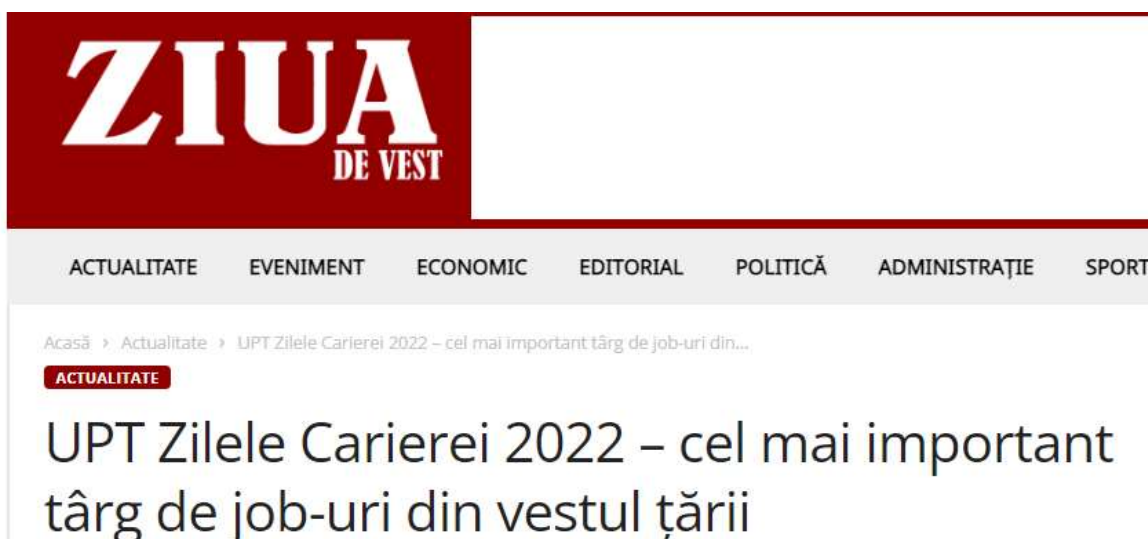 ZIUA
DE VEST
ACTUALITATE EVENIMENT ECONOMIC EDITORIAL POLITICĂ ADMINISTRAȚIE SPORT
Acasă › Actualitate › UPT Zilele Carierei 2022 – cel mai important târg de job-uri din...
ACTUALITATE
UPT Zilele Carierei 2022 – cel mai important
târg de job-uri din vestul țării